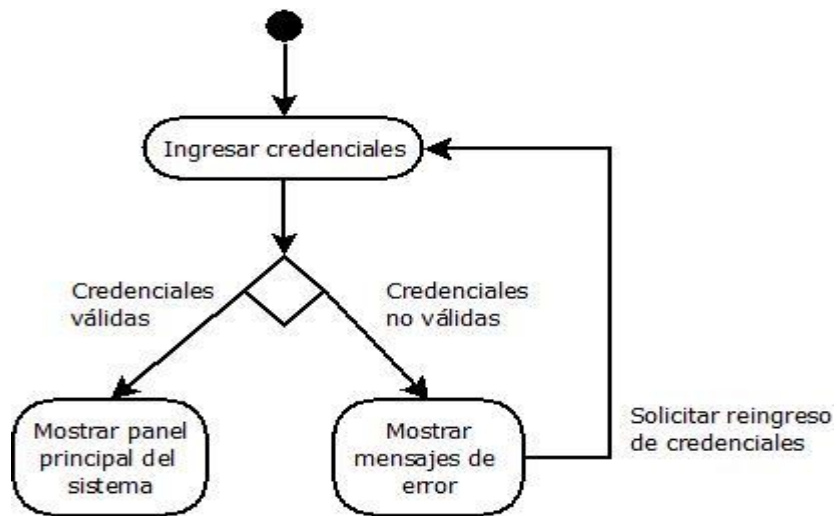 Ingresar credenciales
Credenciales
válidas
Credenciales
no válidas
Mostrar panel
principal del
sistema
Mostrar
mensajes de
error
Solicitar reingreso
de credenciales